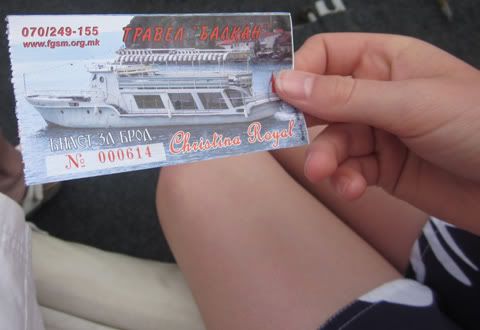 070/249-155
www.fgsm.org.mk
ТРАВЕЛ "БАЛКАН"
БИЛЕТ ЗА БРОД
№ 000614
Christina Royal